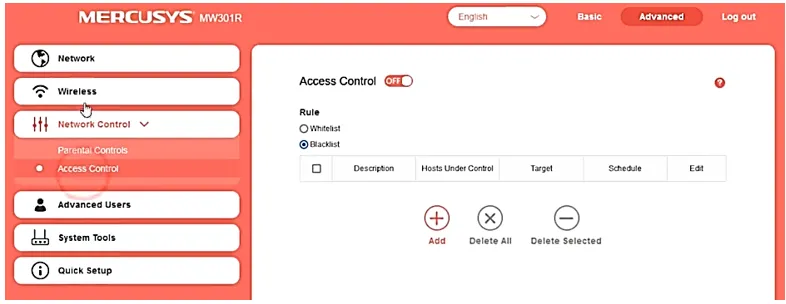 MERCUSYS MW301R
English
Basic
Advanced
Log out
Network
Wireless
Network Control
Parental Controls
Access Control
Advanced Users
System Tools
Quick Setup
Access Control OFF
?
Rule
Whitelist
Blacklist
Description Hosts Under Control Target Schedule Edit
Add Delete All Delete Selected